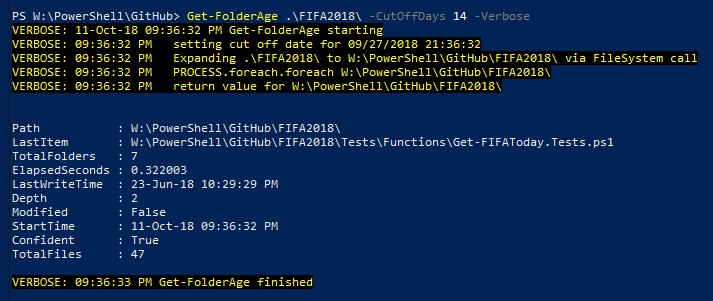 PS W:\PowerShell\GitHub> Get-FolderAge .\FIFA2018\ -CutOffDays 14 -Verbose
VERBOSE: 11-Oct-18 09:36:32 PM Get-FolderAge starting
VERBOSE: 09:36:32 PM   setting cut off date for 09/27/2018 21:36:32
VERBOSE: 09:36:32 PM   Expanding .\FIFA2018\ to W:\PowerShell\GitHub\FIFA2018\ via FileSystem call
VERBOSE: 09:36:32 PM   PROCESS.foreach.foreach W:\PowerShell\GitHub\FIFA2018\
VERBOSE: 09:36:32 PM   return value for W:\PowerShell\GitHub\FIFA2018\
Path           : W:\PowerShell\GitHub\FIFA2018\
LastItem       : W:\PowerShell\GitHub\FIFA2018\Tests\Functions\Get-FIFAToday.Tests.ps1
TotalFolders   : 7
ElapsedSeconds : 0.322003
LastWriteTime  : 23-Jun-18 10:29:29 PM
Depth          : 2
Modified       : False
StartTime      : 11-Oct-18 09:36:32 PM
Confident      : True
TotalFiles     : 47
VERBOSE: 09:36:33 PM Get-FolderAge finished